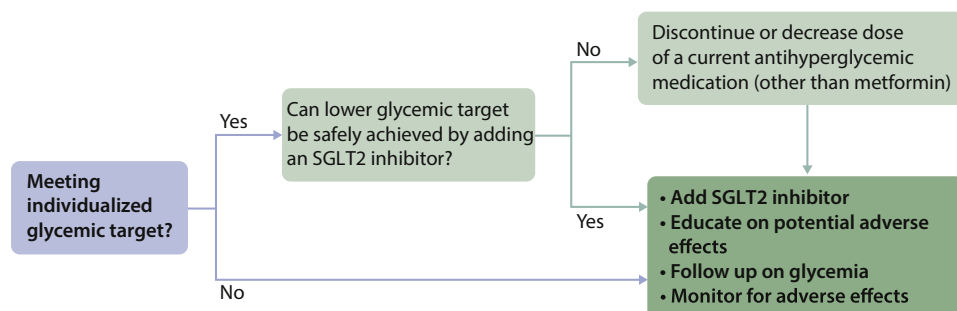 Meeting
individualized
glycemic target?
Yes
No
Can lower glycemic target
be safely achieved by adding
an SGLT2 inhibitor?
No
Yes
Discontinue or decrease dose
of a current antihyperglycemic
medication (other than metformin)
• Add SGLT2 inhibitor
• Educate on potential adverse
effects
• Follow up on glycemia
• Monitor for adverse effects